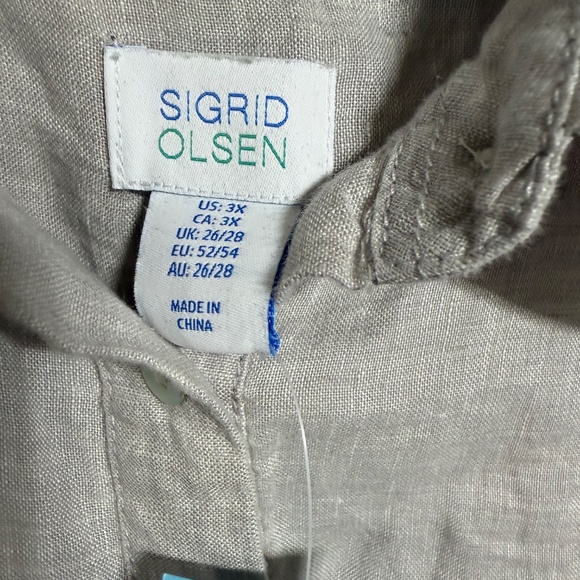 SIGRID
OLSEN
US: 3X
CA: 3X
UK: 26/28
EU: 52/54
AU: 26/28
MADE IN
CHINA